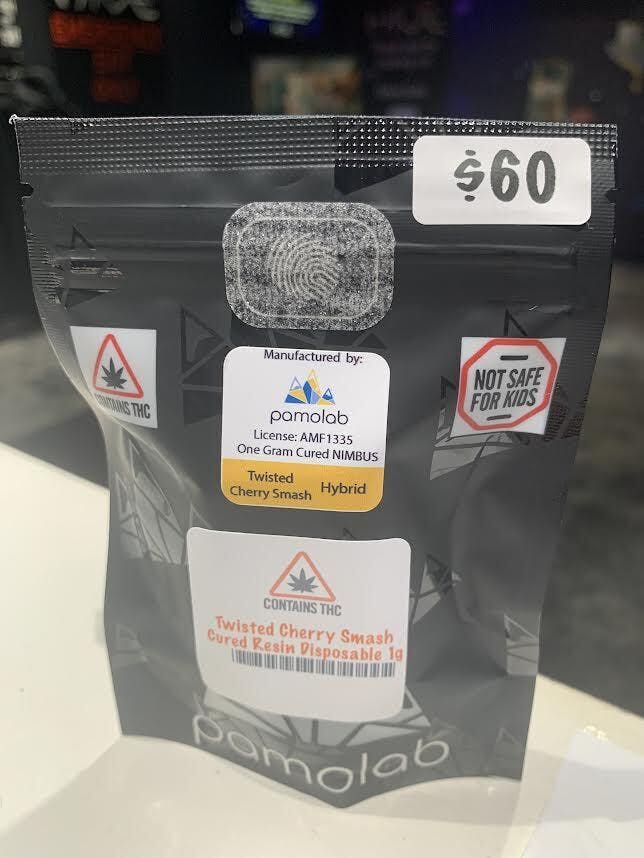 $60
CONTAINS THC
NOT SAFE
FOR KIDS
Manufactured by:
pamolab
License: AMF1335
One Gram Cured NIMBUS
Twisted
Cherry Smash
Hybrid
CONTAINS THC
Twisted Cherry Smash
Cured Resin Disposable 1g
pamolab